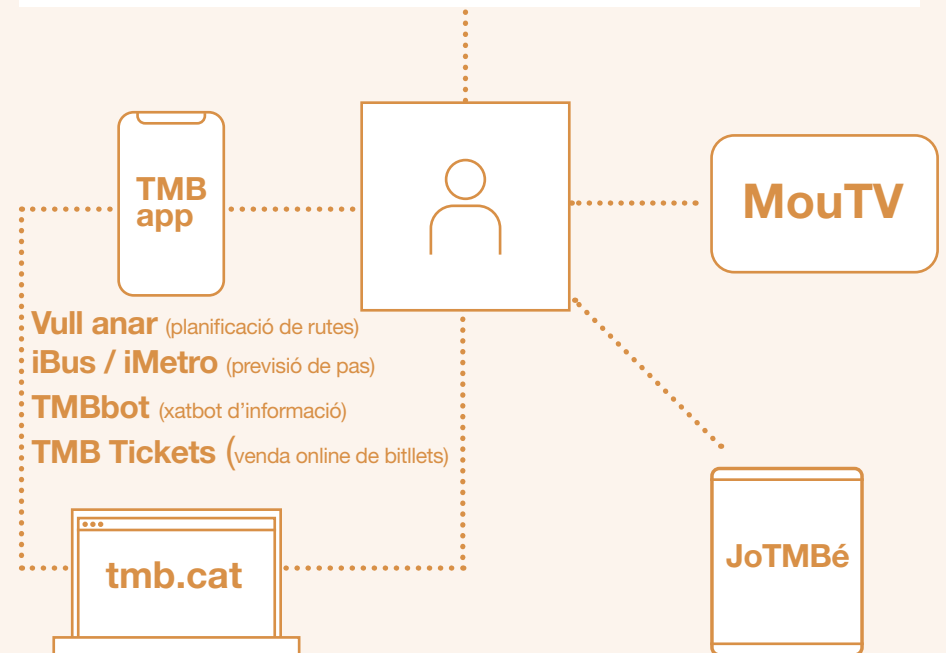 TMB
app
MouTV
Vull anar (planificació de rutes)
iBus / iMetro (previsió de pas)
TMBbot (xatbot d'informació)
TMB Tickets (venda online de bitllets)
tmb.cat
JoTMBé